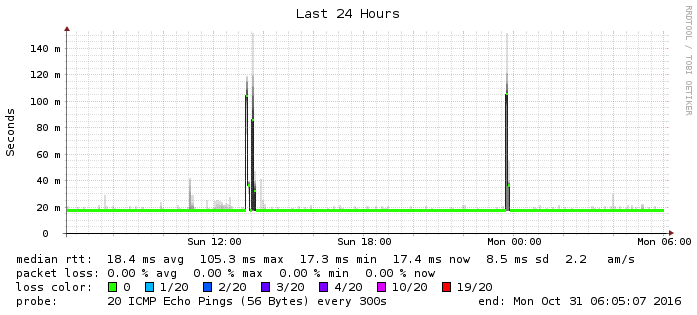 Last 24 Hours
RRDTOOL / TOBI OETIKER
Seconds
140 m
120 m
100 m
80 m
60 m
40 m
20 m
0
Sun 12:00 Sun 18:00 Mon 00:00 Mon 06:00
median rtt: 18.4 ms avg 105.3 ms max 17.3 ms min 17.4 ms now 8.5 ms sd 2.2 am/s
packet loss: 0.00 % avg 0.00 % max 0.00 % min 0.00 % now
loss color: 0 1/20 2/20 3/20 4/20 10/20 19/20
probe: 20 ICMP Echo Pings (56 Bytes) every 300s end: Mon Oct 31 06:05:07 2016